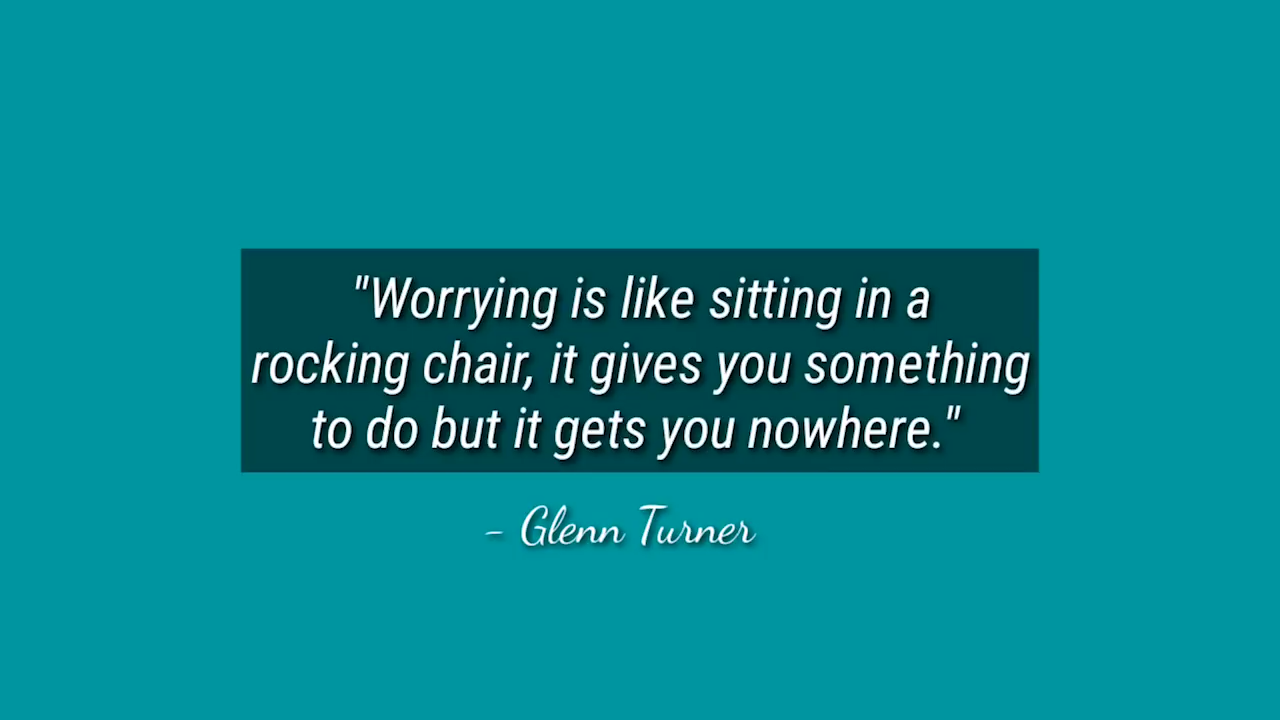 "Worrying is like sitting in a
rocking chair, it gives you something
to do but it gets you nowhere."
- Glenn Turner